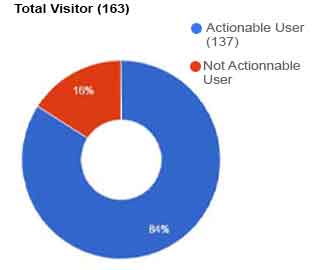 Total Visitor (163)
Actionable User
(137)
Not Actionnable
User
16%
84%